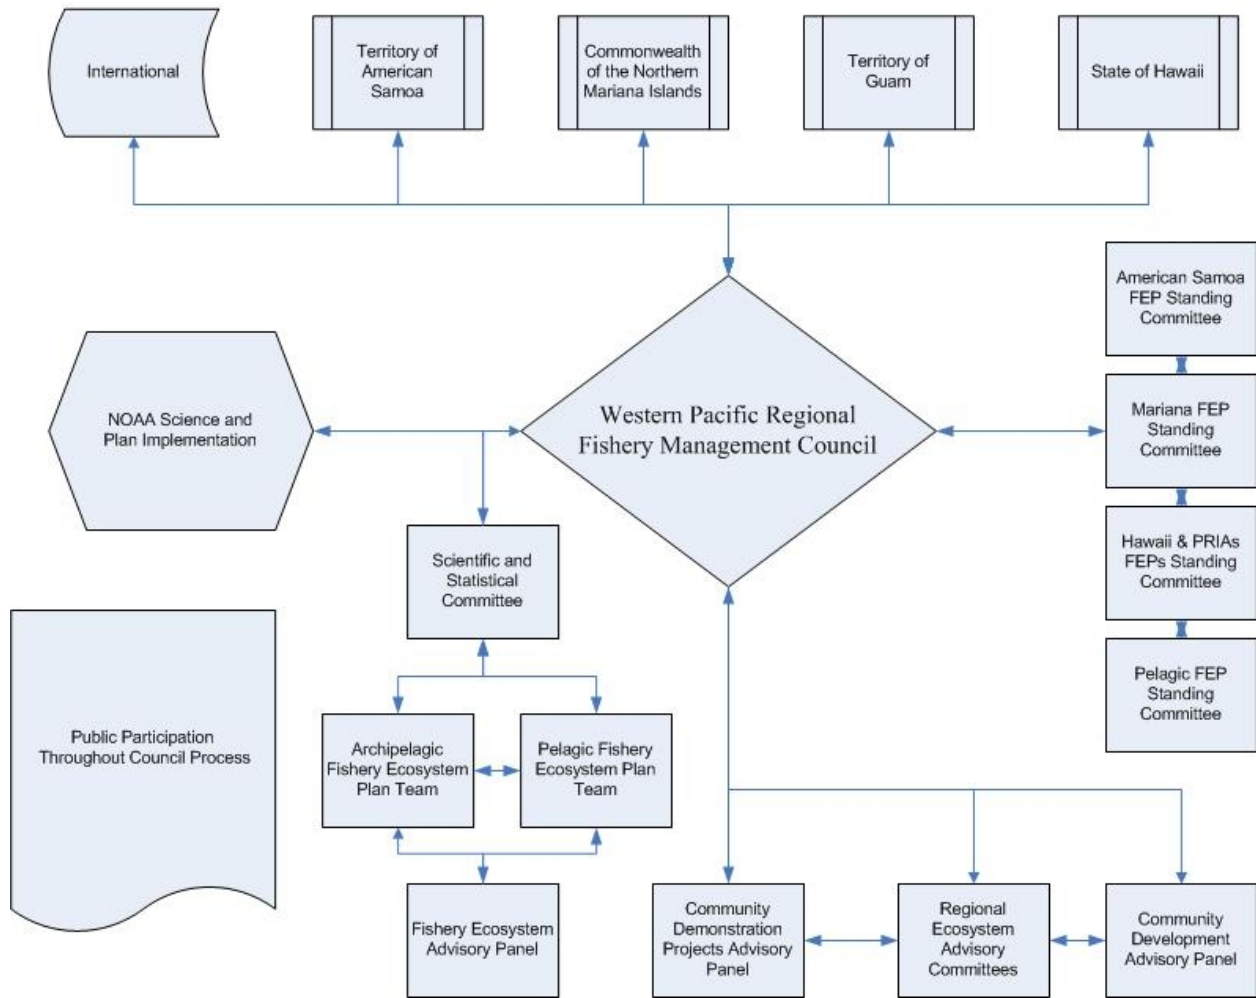 International
Territory of
American
Samoa
Commonwealth
of the Northern
Mariana Islands
Territory of
Guam
State of Hawaii
American Samoa
FEP Standing
Committee
NOAA Science and
Plan Implementation
Western Pacific Regional
Fishery Management Council
Mariana FEP
Standing
Committee
Scientific and
Statistical
Committee
Hawaii & PRIAs
FEPs Standing
Committee
Pelagic FEP
Standing
Committee
Public Participation
Throughout Council Process
Archipelagic
Fishery Ecosystem
Plan Team
Pelagic Fishery
Ecosystem Plan
Team
Fishery Ecosystem
Advisory Panel
Community
Demonstration
Projects Advisory
Panel
Regional
Ecosystem
Advisory
Committees
Community
Development
Advisory Panel